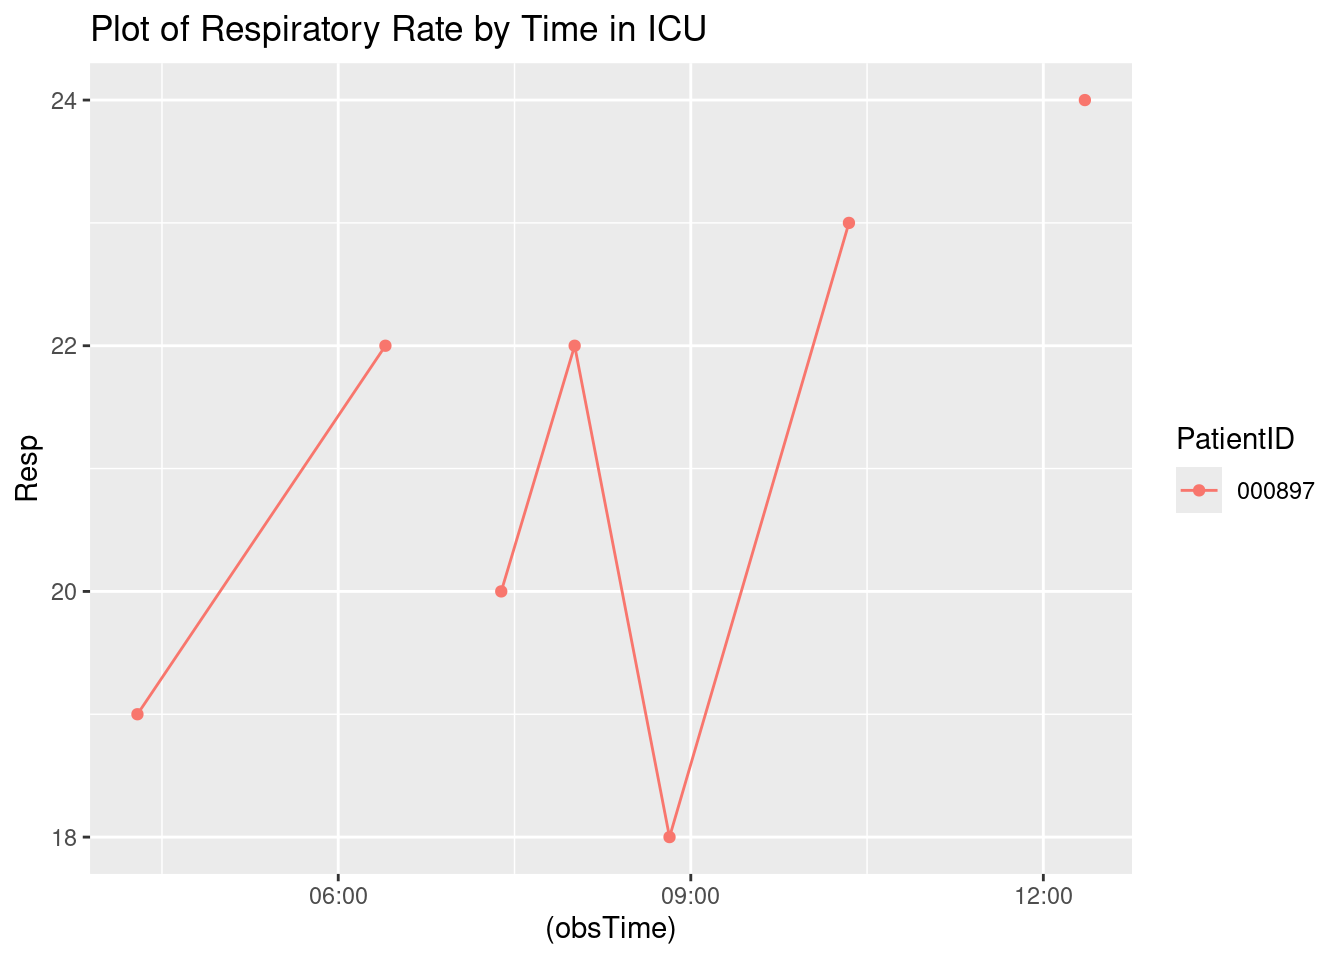 Plot of Respiratory Rate by Time in ICU
24
22
20
18
Resp
06:00
09:00
12:00
(obsTime)
PatientID
000897